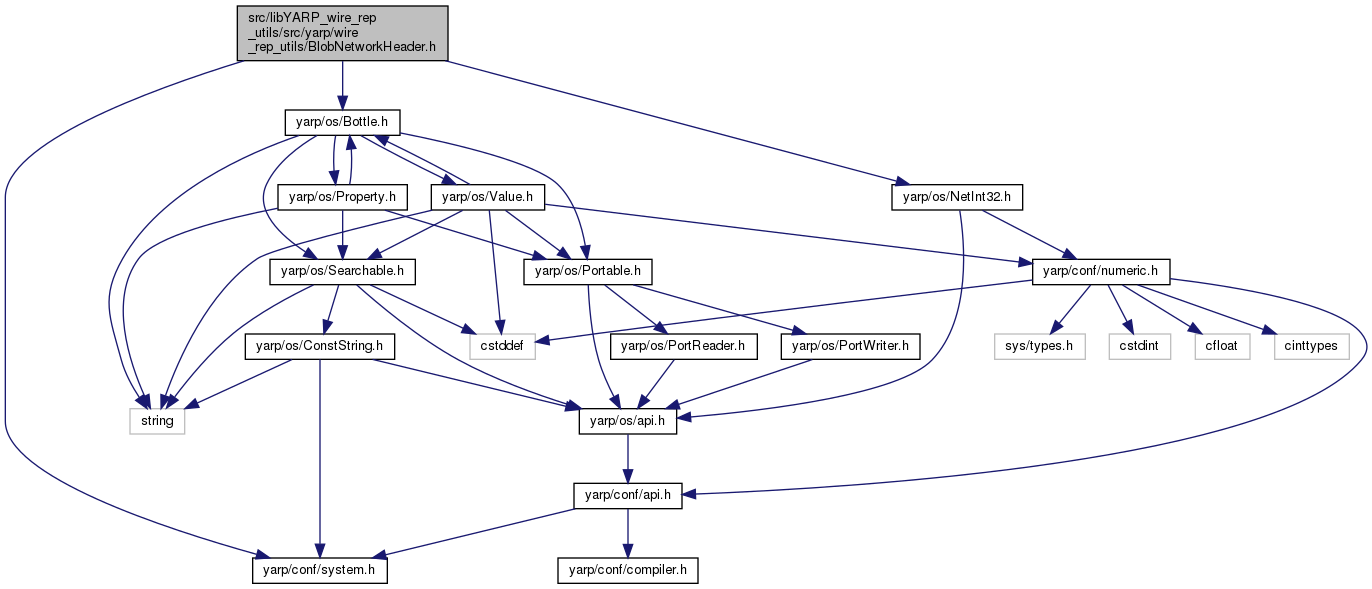 src/libYARP_wire_rep
_utils/src/yarp/wire
_rep_utils/BlobNetworkHeader.h
yarp/os/Bottle.h
yarp/os/Property.h
yarp/os/Value.h
yarp/os/NetInt32.h
yarp/os/Searchable.h
yarp/os/Portable.h
yarp/conf/numeric.h
yarp/os/ConstString.h
cstddef
yarp/os/PortReader.h
yarp/os/PortWriter.h
sys/types.h
cstdint
cfloat
cinttypes
string
yarp/os/api.h
yarp/conf/api.h
yarp/conf/system.h
yarp/conf/compiler.h